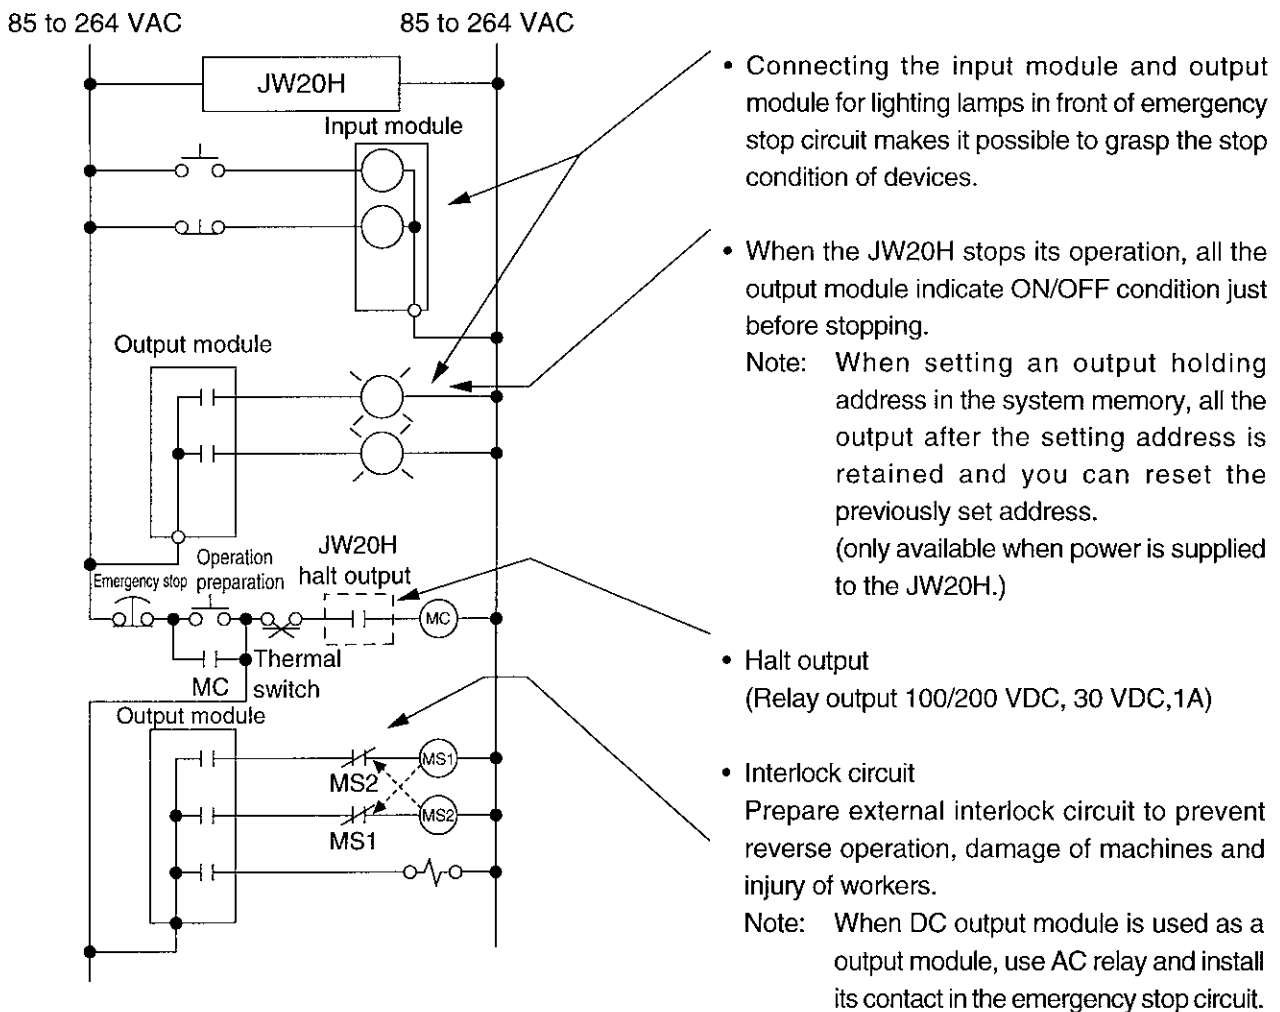 85 to 264 VAC
85 to 264 VAC
JW20H
Input module
Output module
JW20H
halt output
Operation
preparation
Emergency stop
MC
Thermal
switch
MC
Output module
MS1
MS2
MS2
MS1
• Connecting the input module and output
module for lighting lamps in front of emergency
stop circuit makes it possible to grasp the stop
condition of devices.
• When the JW20H stops its operation, all the
output module indicate ON/OFF condition just
before stopping.
Note: When setting an output holding
address in the system memory, all the
output after the setting address is
retained and you can reset the
previously set address.
(only available when power is supplied
to the JW20H.)
• Halt output
(Relay output 100/200 VDC, 30 VDC,1A)
• Interlock circuit
Prepare external interlock circuit to prevent
reverse operation, damage of machines and
injury of workers.
Note: When DC output module is used as a
output module, use AC relay and install
its contact in the emergency stop circuit.